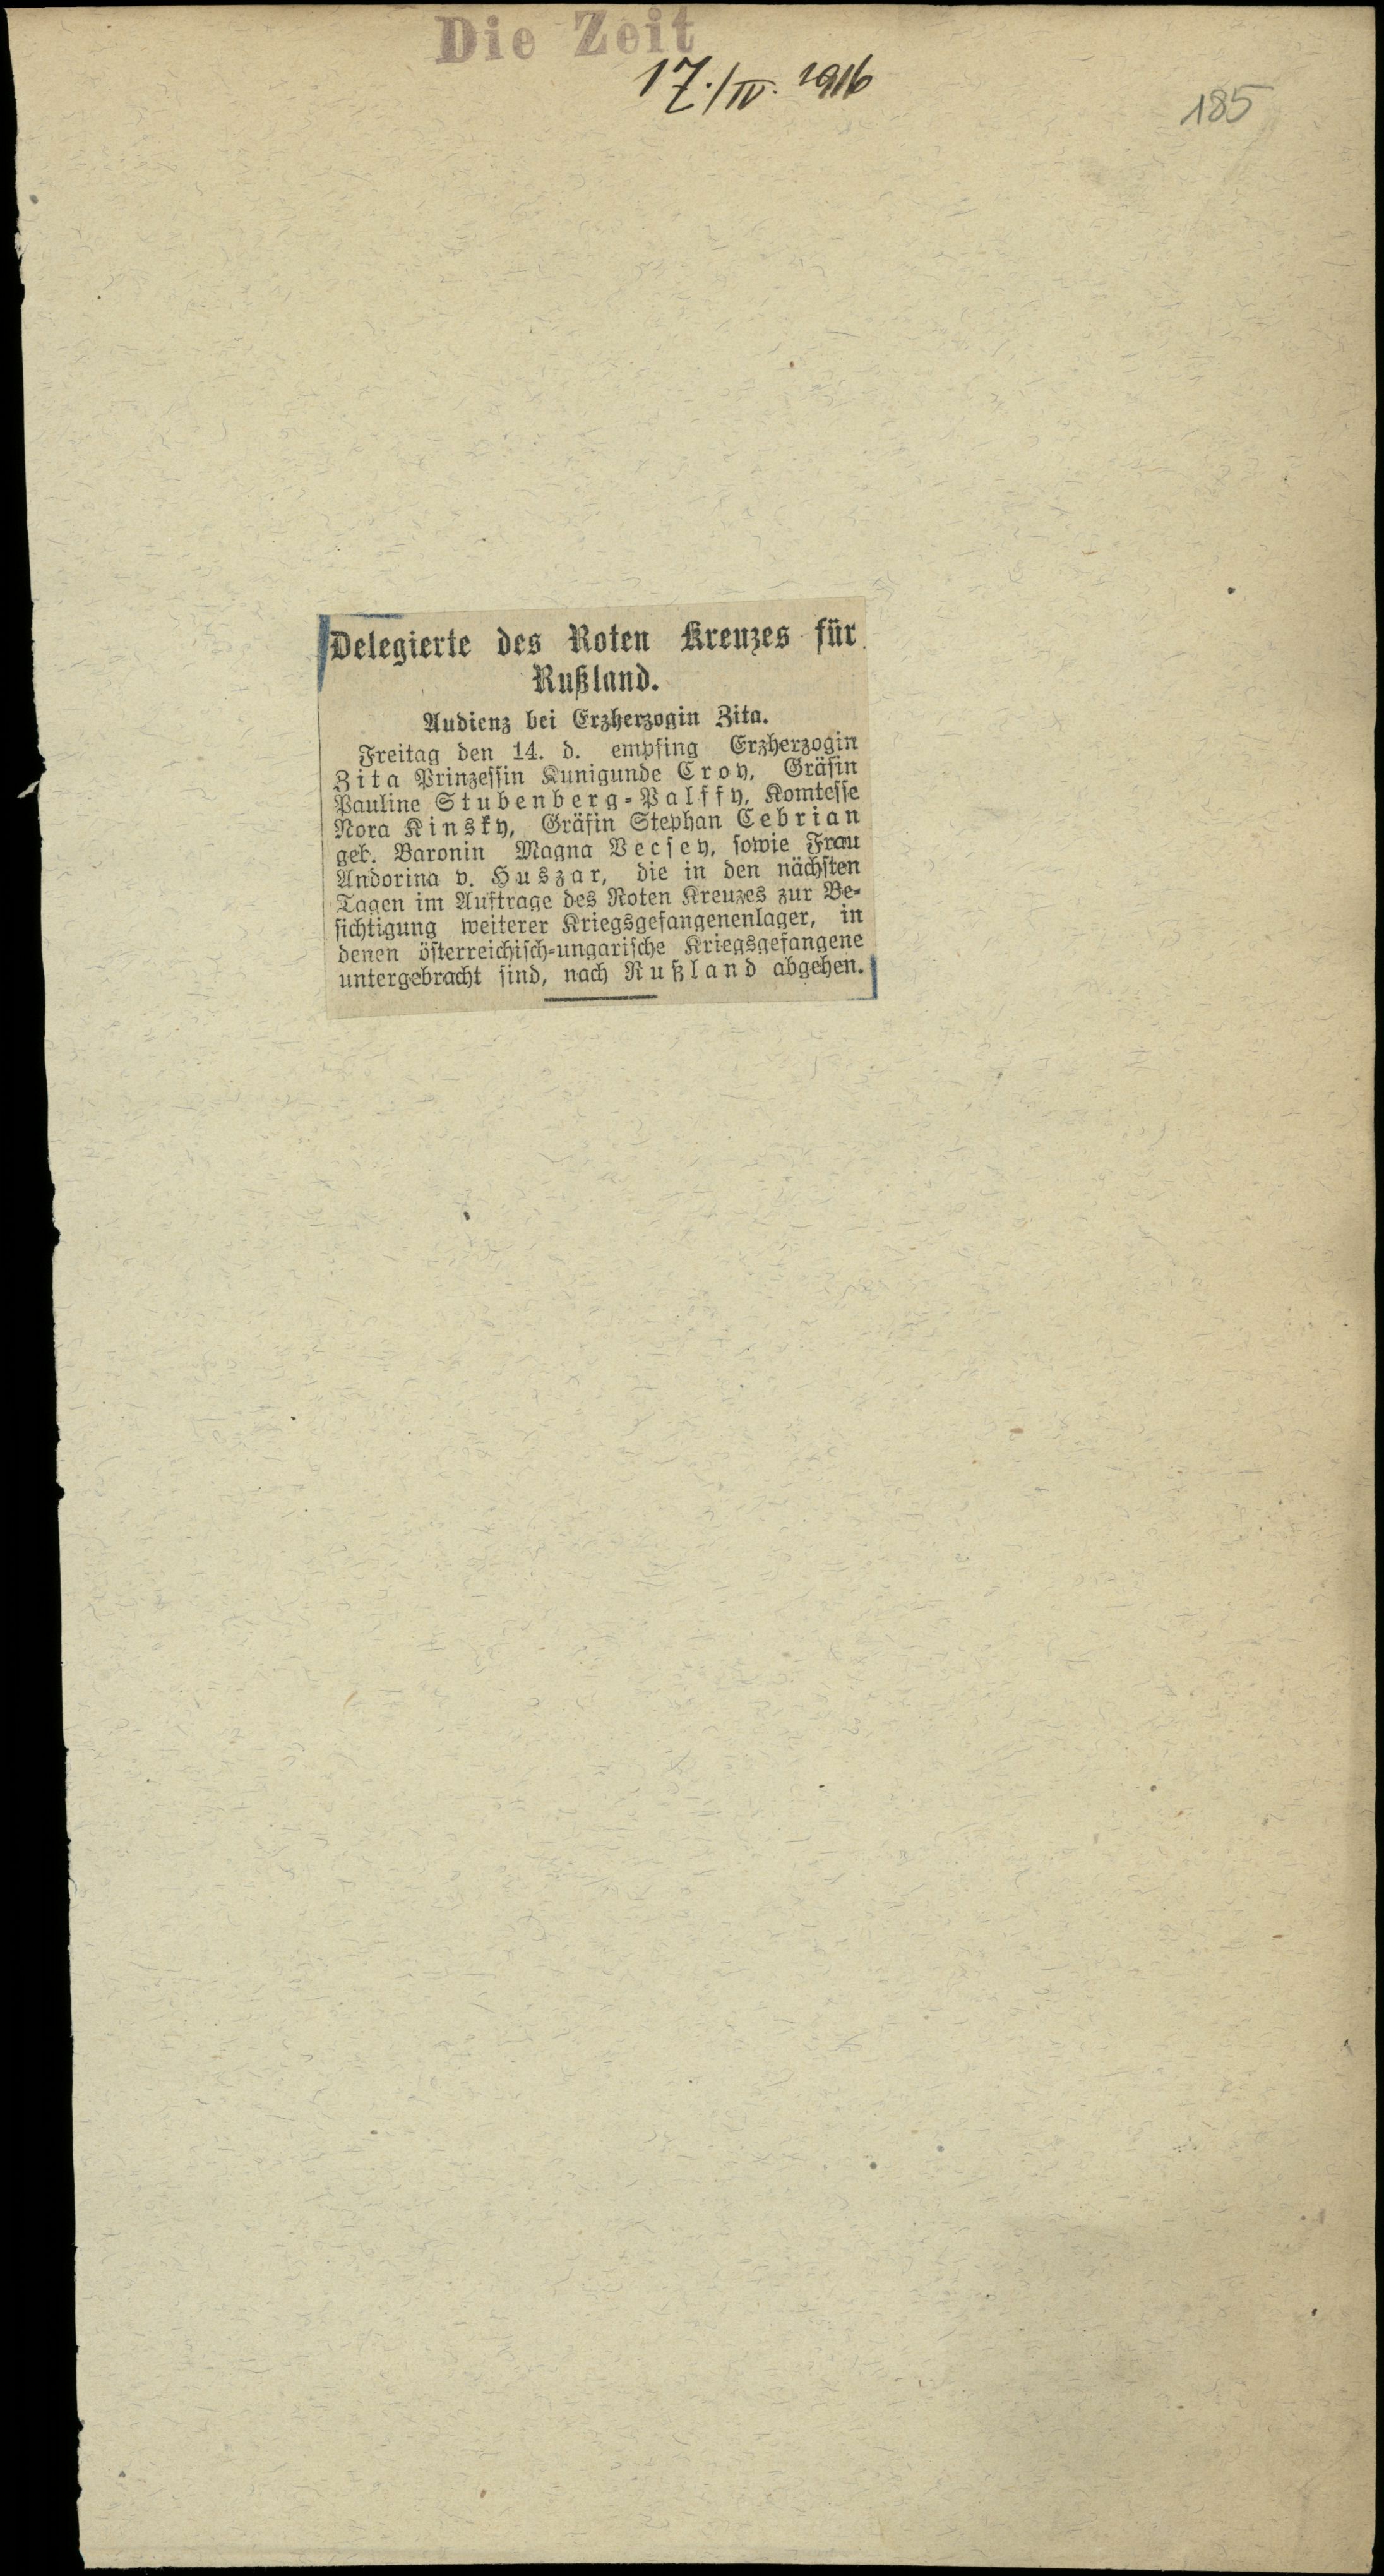 Die Zeit
17./IV. 1916
185
Delegierte des Roten Kreuzes für
Rußland.
Audienz bei Erzherzogin Zita.
Freitag den 14. d. empfing Erzherzogin
Zita Prinzessin Kunigunde Croy, Gräfin
Pauline Stubenberg-Palffy, Komtesse
Nora Kinsky, Gräfin Stephan Cebrian
geb. Baronin Magna Vecsey, sowie Frau
Andorina v. Huszar, die in den nächsten
Tagen im Auftrage des Roten Kreuzes zur Be-
sichtigung weiterer Kriegsgefangenenlager, in
denen österreichisch-ungarische Kriegsgefangene
untergebracht sind, nach Rußland abgehen.